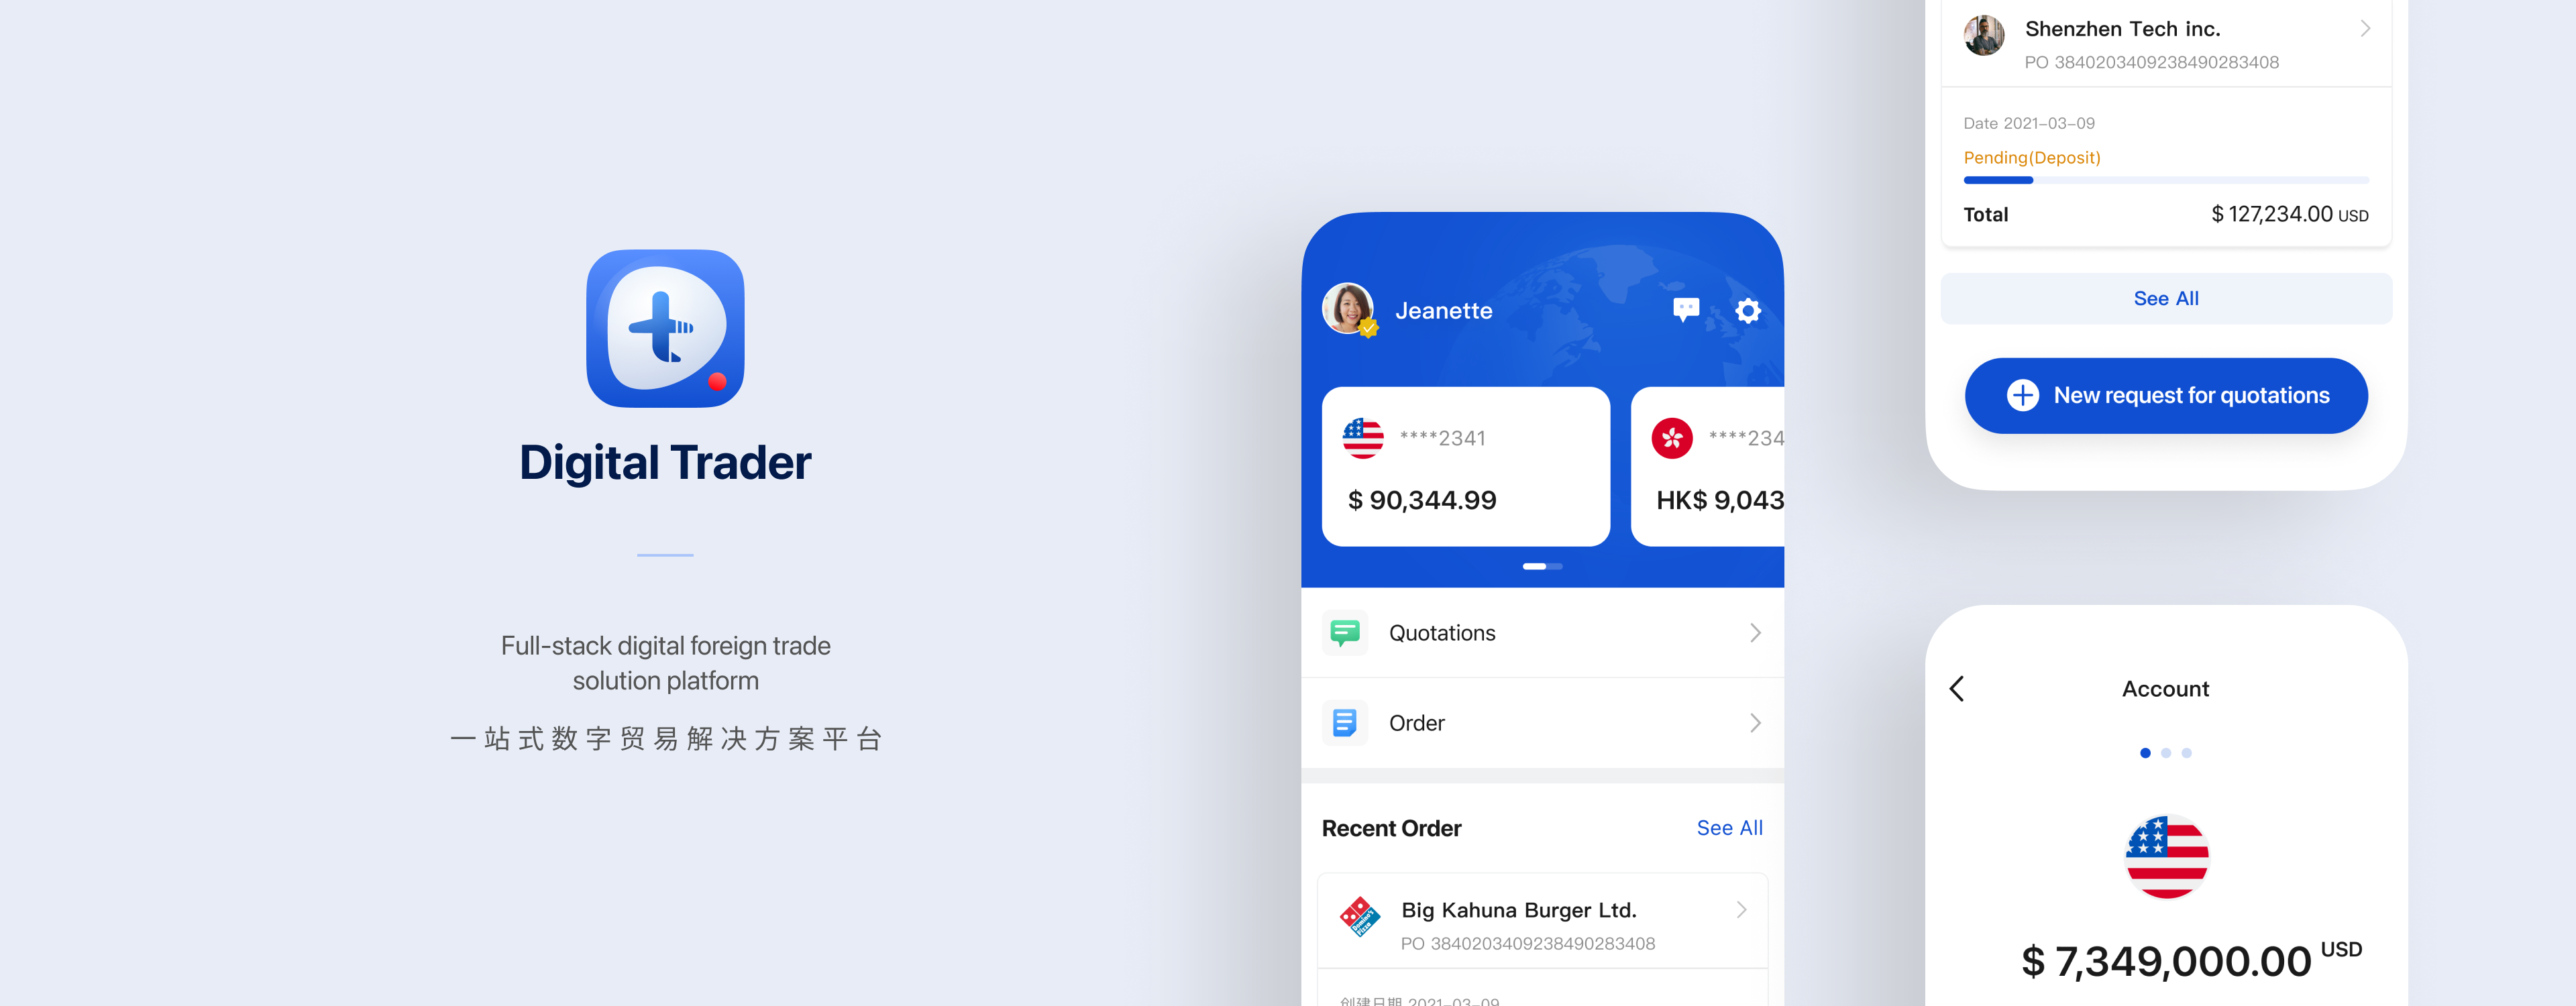 Digital Trader
Full-stack digital foreign trade
solution platform
一站式数字贸易解决方案平台
Jeanette
****2341
$ 90,344.99
****234
HK$ 9,043
Quotations
Order
Recent Order
See All
Big Kahuna Burger Ltd.
PO 3840203409238490283408
创建日期 2021-03-09
Shenzhen Tech inc.
PO 3840203409238490283408
Date 2021-03-09
Pending(Deposit)
Total
$ 127,234.00 USD
See All
New request for quotations
Account
$ 7,349,000.00 USD